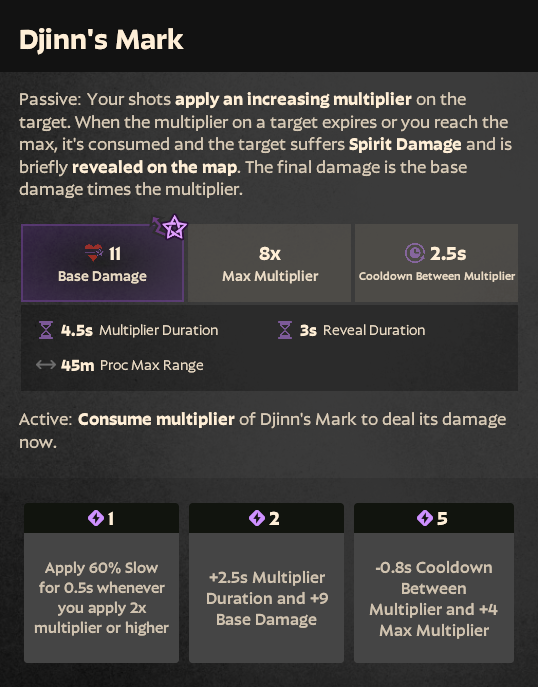 Djinn's Mark
Passive: Your shots apply an increasing multiplier on the
target. When the multiplier on a target expires or you reach the
max, it's consumed and the target suffers Spirit Damage and is
briefly revealed on the map. The final damage is the base
damage times the multiplier.
11
Base Damage
8x
Max Multiplier
2.5s
Cooldown Between Multiplier
4.5s Multiplier Duration
3s Reveal Duration
45m Proc Max Range
Active: Consume multiplier of Djinn's Mark to deal its damage
now.
1
Apply 60% Slow
for 0.5s whenever
you apply 2x
multiplier or higher
2
+2.5s Multiplier
Duration and +9
Base Damage
5
-0.8s Cooldown
Between
Multiplier and +4
Max Multiplier